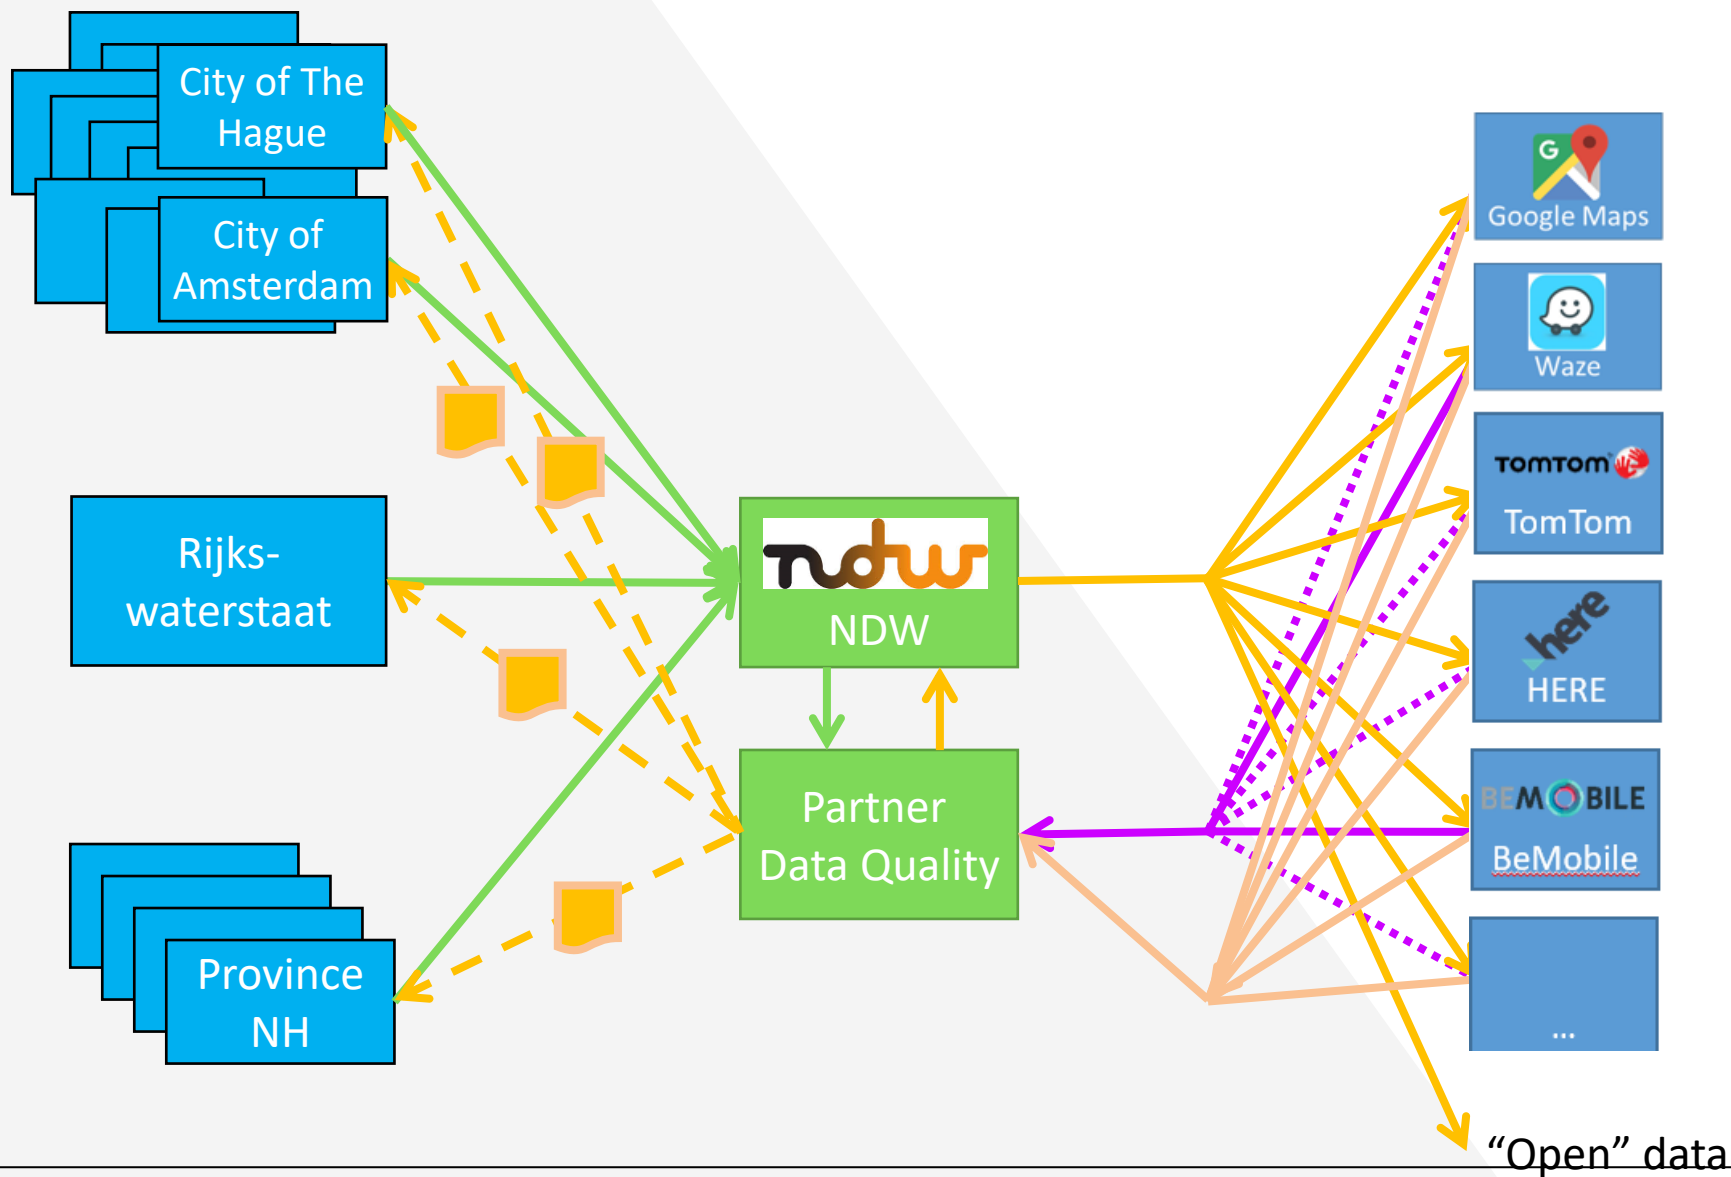 City of The
Hague
City of
Amsterdam
Rijks-
waterstaat
Province
NH
ndw
NDW
Partner
Data Quality
G
Google Maps
Waze
TOMTOM
TomTom
here
HERE
BEMOBILE
BeMobile
...
“Open” data